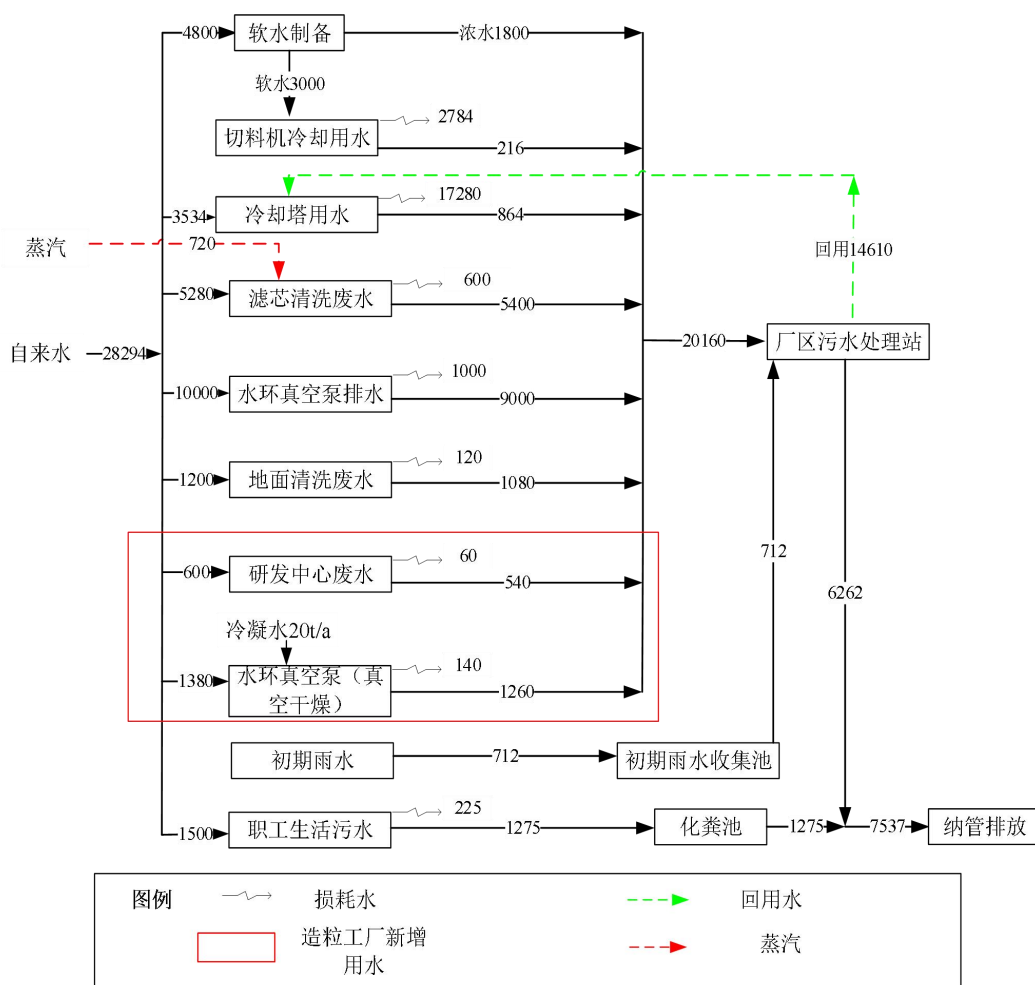 4800
软水制备
浓水1800
软水3000
切料机冷却用水
2784
216
3534
冷却塔用水
17280
864
蒸汽
720
回用14610
5280
滤芯清洗废水
600
5400
自来水
28294
20160
厂区污水处理站
10000
水环真空泵排水
1000
9000
1200
地面清洗废水
120
1080
600
研发中心废水
60
540
712
6262
冷凝水20t/a
1380
水环真空泵（真
空干燥）
140
1260
初期雨水
712
初期雨水收集池
1500
职工生活污水
225
1275
化粪池
1275
7537
纳管排放
图例
损耗水
回用水
造粒工厂新增
用水
蒸汽